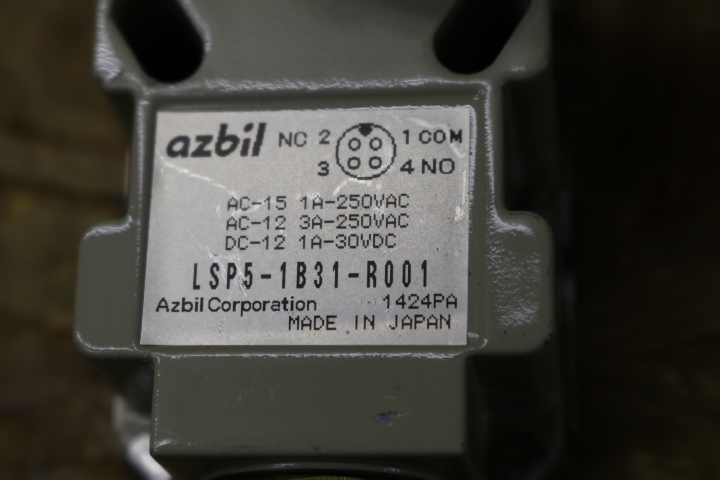 azbil NC 2 1 COM
3 4 NO
AC-15 1A-250VAC
AC-12 3A-250VAC
DC-12 1A-30VDC
LSP5-1B31-R001
Azbil Corporation 1424PA
MADE IN JAPAN